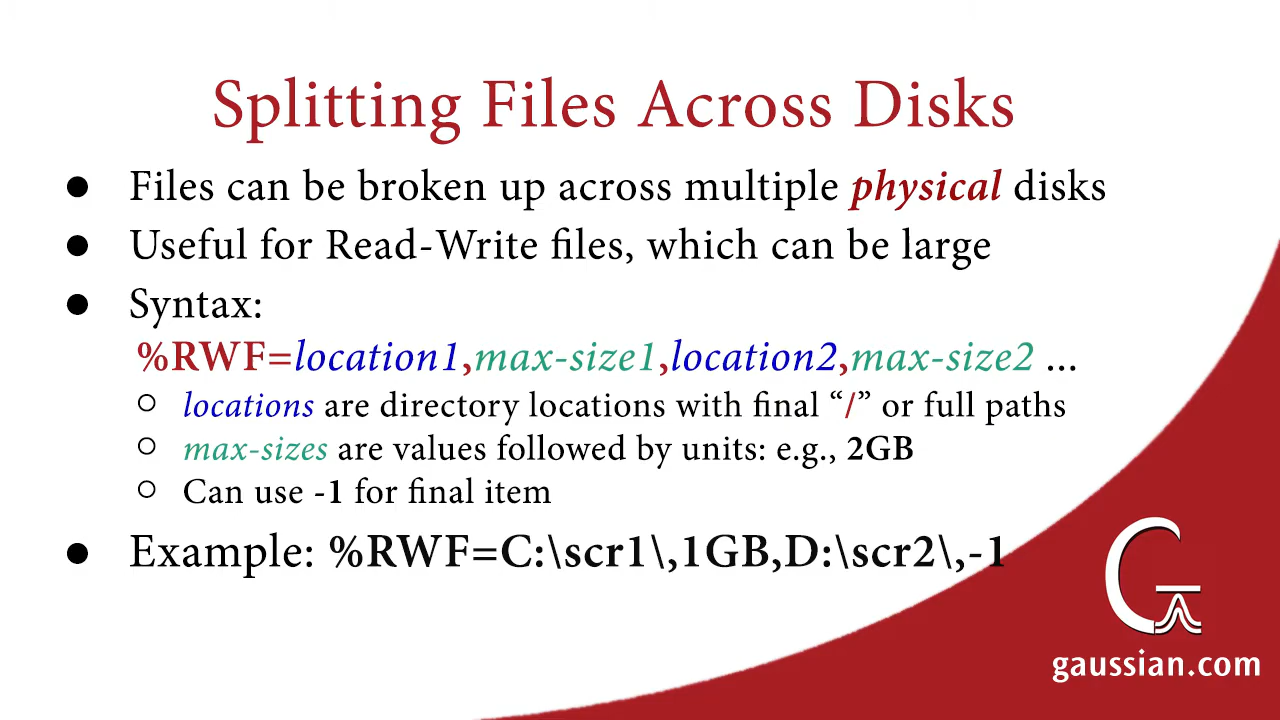 Splitting Files Across Disks
● Files can be broken up across multiple physical disks
● Useful for Read-Write files, which can be large
● Syntax:
%RWF=location1,max-size1,location2,max-size2 ...
○ locations are directory locations with final “/” or full paths
○ max-sizes are values followed by units: e.g., 2GB
○ Can use -1 for final item
● Example: %RWF=C:\scr1\,1GB,D:\scr2\,-1
G
gaussian.com